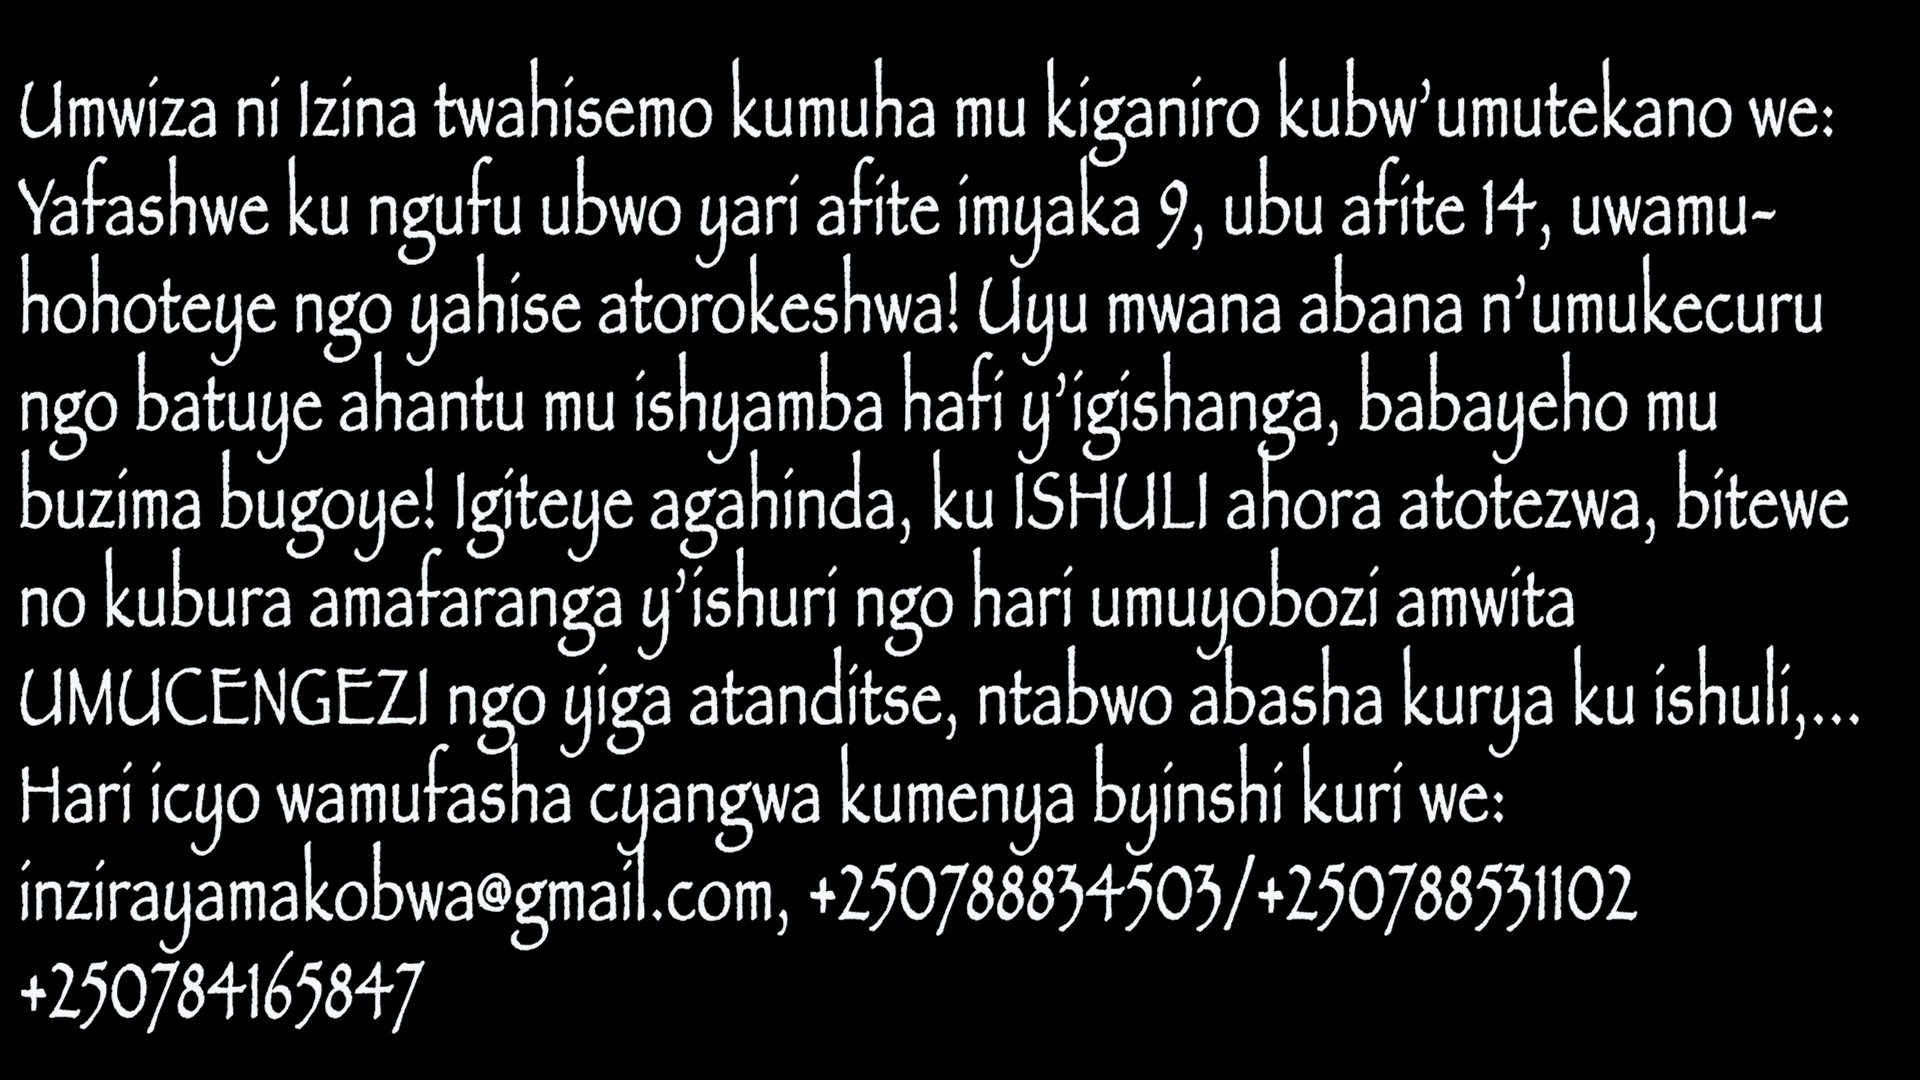 Umwiza ni Izina twahisemo kumuha mu kiganiro kubw’umutekano we:
Yafashwe ku ngufu ubwo yari afite imyaka 9, ubu afite 14, uwamu-
hohoteye ngo yahise atorokeshwa! Uyu mwana abana n’umukecuru
ngo batuye ahantu mu ishyamba hafi y’igishanga, babayeho mu
buzima bugoye! Igiteye agahinda, ku ISHULI ahora atotezwa, bitewe
no kubura amafaranga y’ishuri ngo hari umuyobozi amwita
UMUCENGEZI ngo yiga atanditse, ntabwo abasha kurya ku ishuli,...
Hari icyo wamufasha cyangwa kumenya byinshi kuri we:
inzirayamakobwa@gmail.com, +250788834503/+250788531102
+250784165847